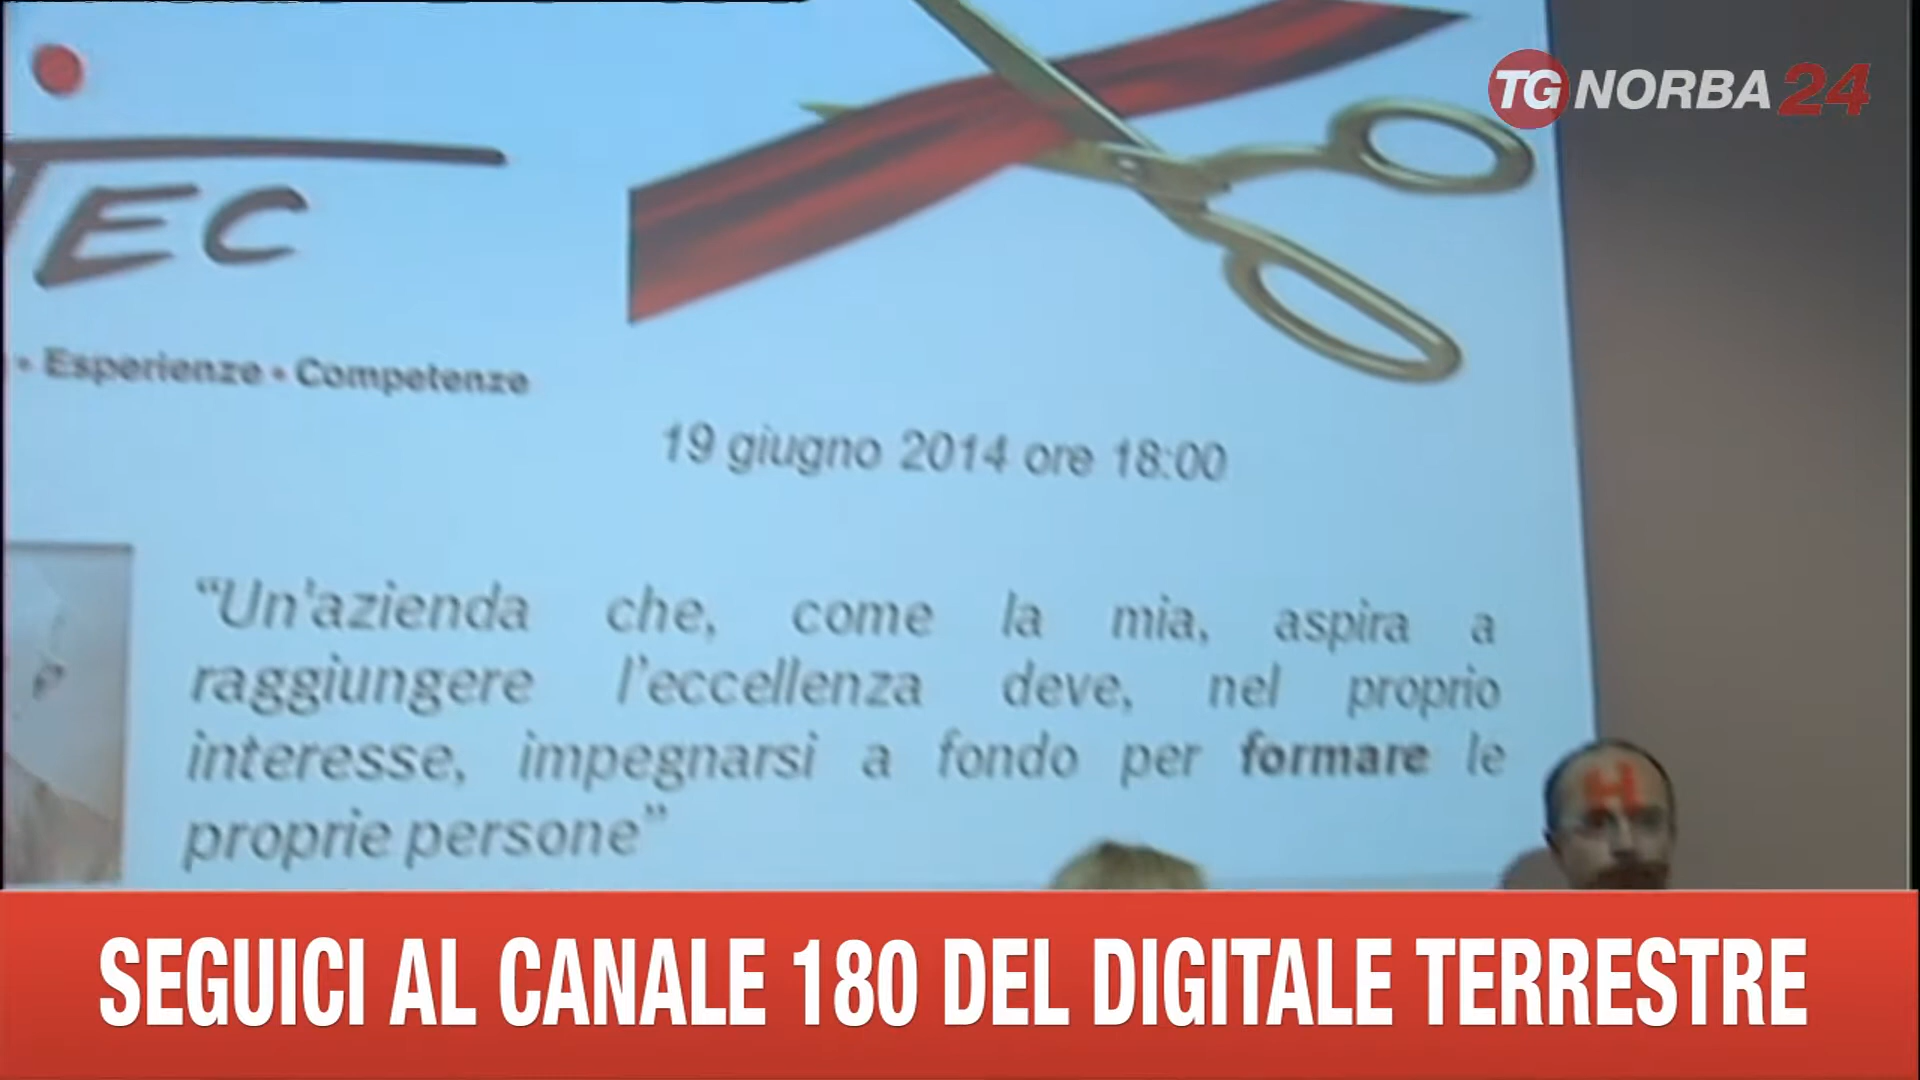 TG NORBA 24
TEC
• Esperienze • Competenze
19 giugno 2014 ore 18:00
“Un'azienda che, come la mia, aspira a
raggiungere l'eccellenza deve, nel proprio
interesse, impegnarsi a fondo per formare le
proprie persone”
SEGUICI AL CANALE 180 DEL DIGITALE TERRESTRE